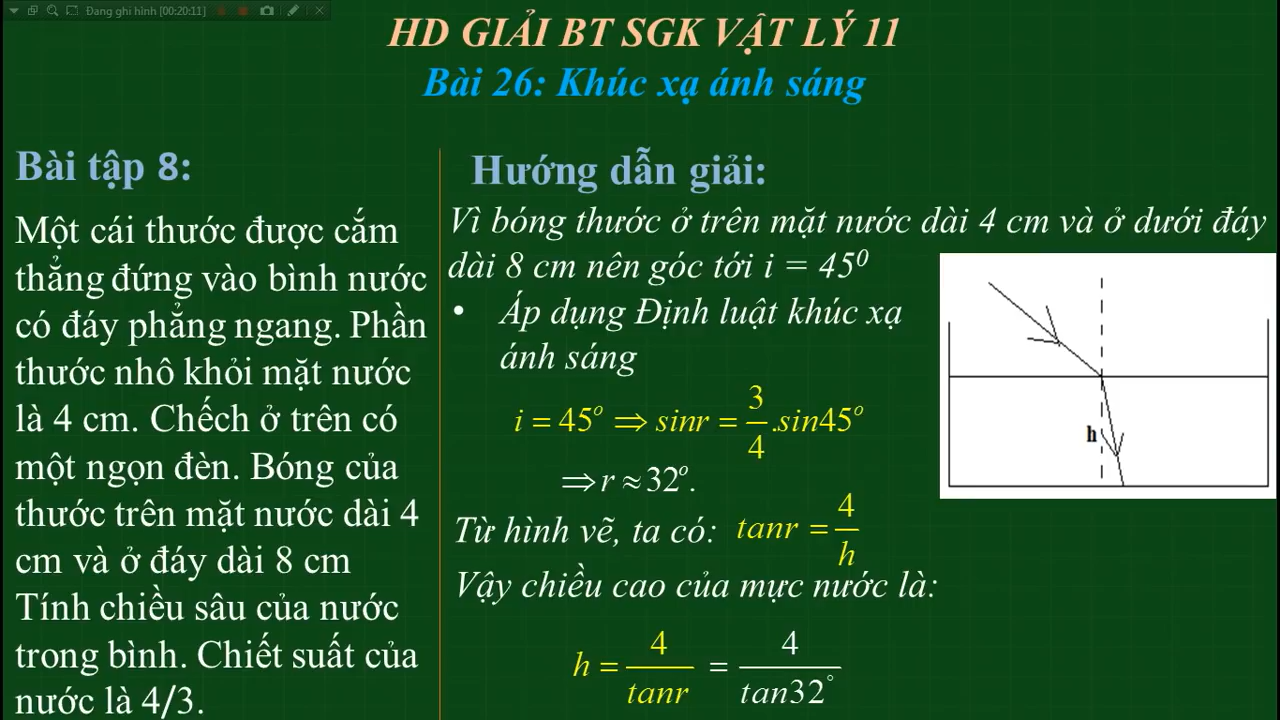 Đang ghi hình [00:20:11]
HD GIẢI BT SGK VẬT LÝ 11
Bài 26: Khúc xạ ánh sáng
Bài tập 8:
Một cái thước được cắm
thẳng đứng vào bình nước
có đáy phẳng ngang. Phần
thước nhô khỏi mặt nước
là 4 cm. Chếch ở trên có
một ngọn đèn. Bóng của
thước trên mặt nước dài 4
cm và ở đáy dài 8 cm
Tính chiều sâu của nước
trong bình. Chiết suất của
nước là 4/3.
Hướng dẫn giải:
Vì bóng thước ở trên mặt nước dài 4 cm và ở dưới đáy
dài 8 cm nên góc tới i = 45⁰
• Áp dụng Định luật khúc xạ
ánh sáng
i = 45° ⇒ sinr = 3/4 .sin45°
⇒ r ≈ 32°.
Từ hình vẽ, ta có: tanr = 4/h
Vậy chiều cao của mực nước là:
h = 4/tanr = 4/tan32°
h